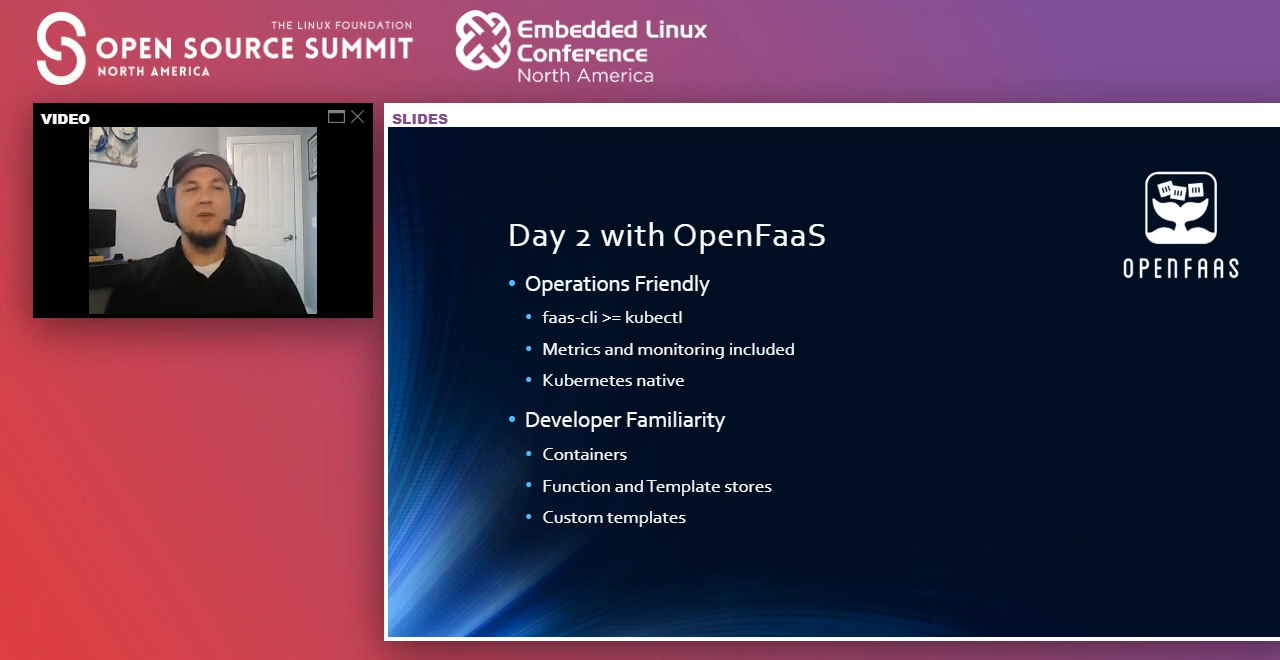 THE LINUX FOUNDATION
OPEN SOURCE SUMMIT
NORTH AMERICA
Embedded Linux
Conference
North America
VIDEO
SLIDES
OPENFAAS
Day 2 with OpenFaaS
• Operations Friendly
• faas-cli >= kubectl
• Metrics and monitoring included
• Kubernetes native
• Developer Familiarity
• Containers
• Function and Template stores
• Custom templates